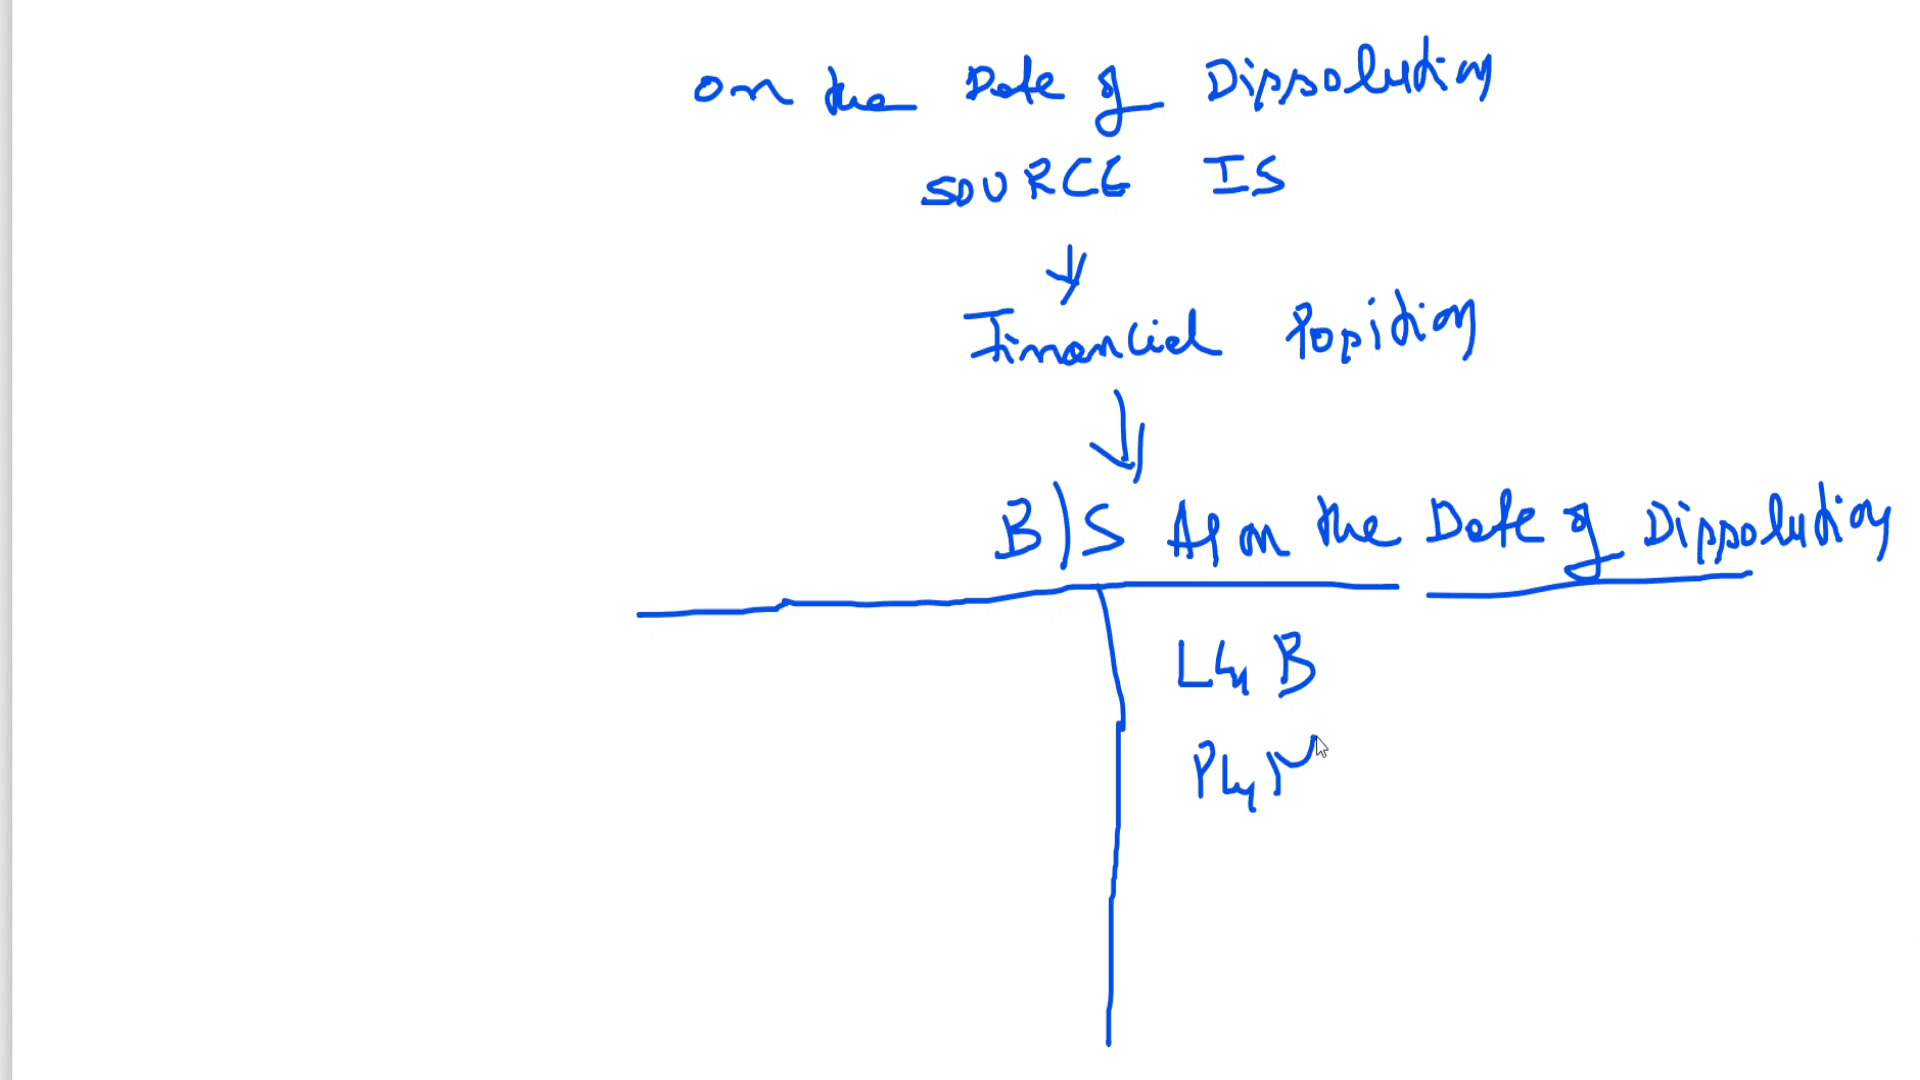 on the Date of Dissolution
SOURCE IS
Financial Position
B/S As on the Date of Dissolution
L4 B
P4 M